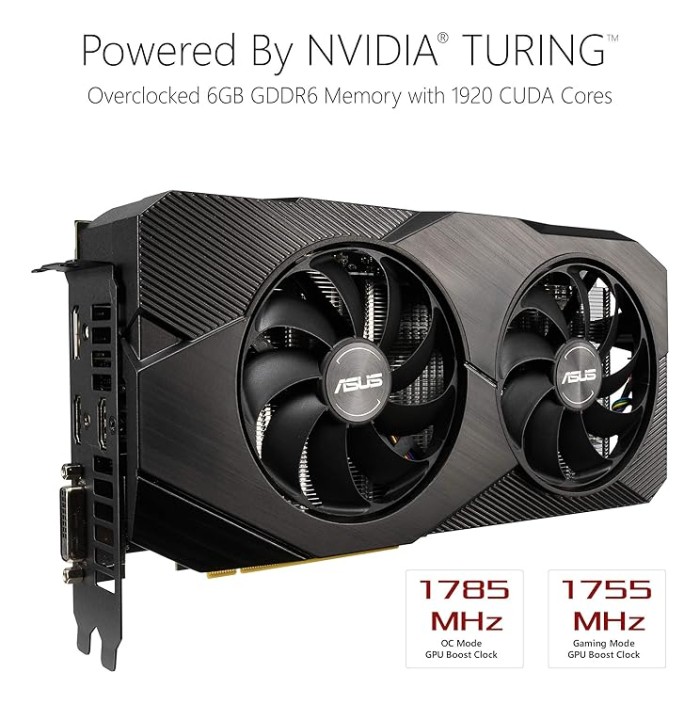 Powered By NVIDIA® TURING™
Overclocked 6GB GDDR6 Memory with 1920 CUDA Cores
ASUS
ASUS
1785
MHz
OC Mode
GPU Boost Clock
1755
MHz
Gaming Mode
GPU Boost Clock